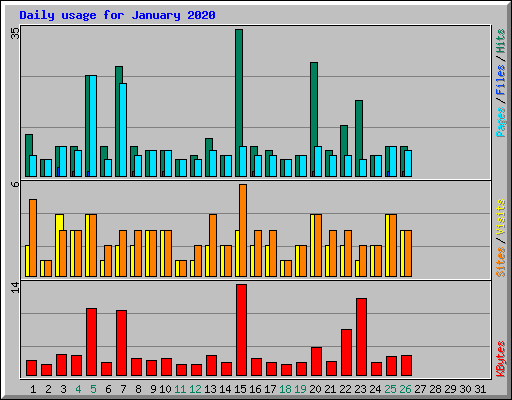 Daily usage for January 2020
35
Pages / Files / Hits
6
Sites / Visits
14
KBytes
1 2 3 4 5 6 7 8 9 10 11 12 13 14 15 16 17 18 19 20 21 22 23 24 25 26 27 28 29 30 31